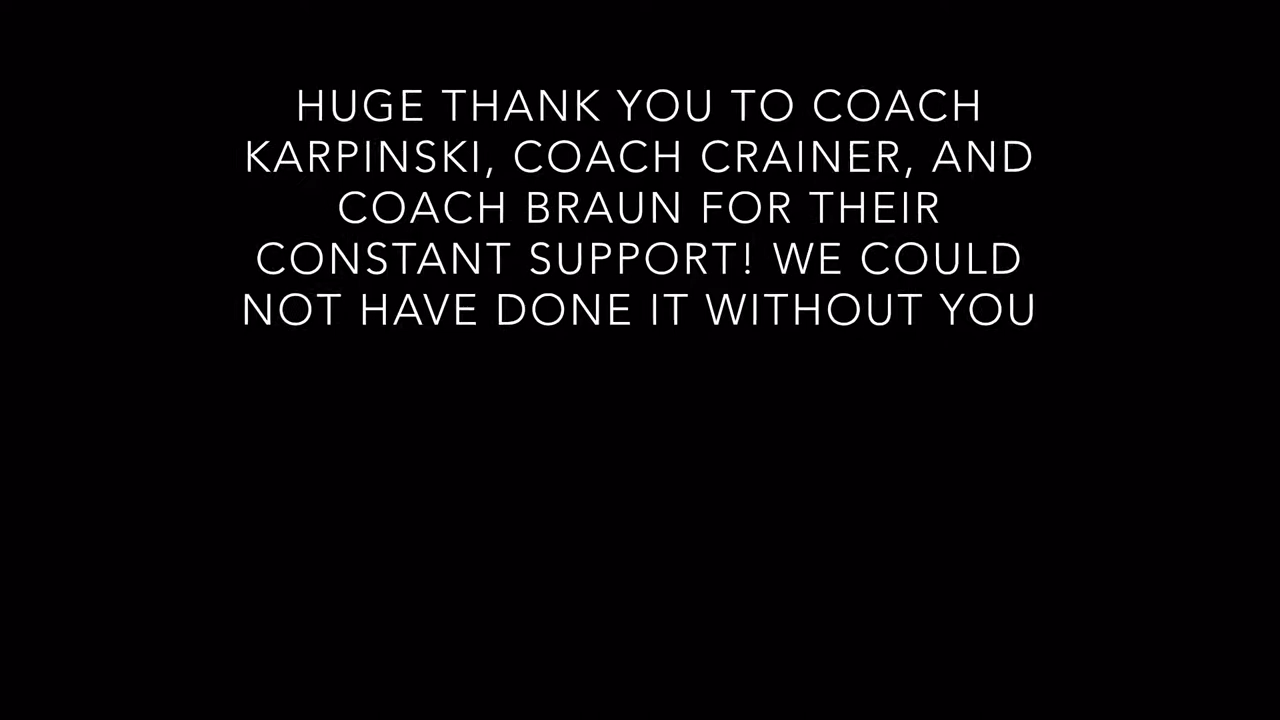 HUGE THANK YOU TO COACH
KARPINSKI, COACH CRAINER, AND
COACH BRAUN FOR THEIR
CONSTANT SUPPORT! WE COULD
NOT HAVE DONE IT WITHOUT YOU